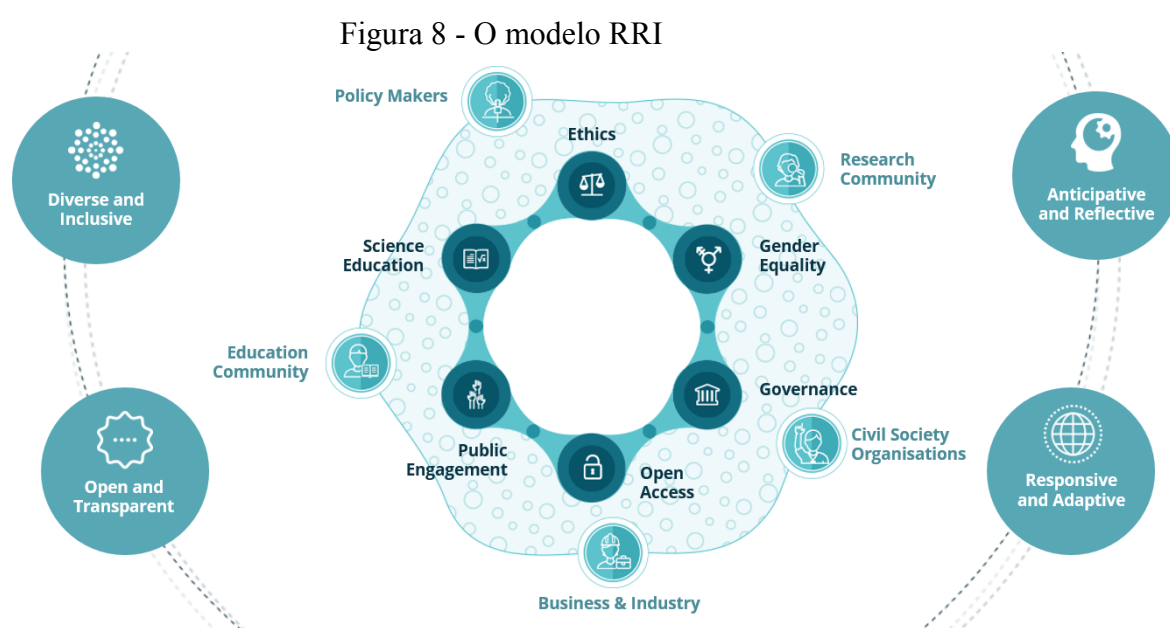 Figura 8 - O modelo RRI
Policy Makers
Ethics
Research
Community
Diverse and
Inclusive
Anticipative
and Reflective
Science
Education
Gender
Equality
Education
Community
Governance
Civil Society
Organisations
Public
Engagement
Open
Access
Open and
Transparent
Responsive
and Adaptive
Business & Industry